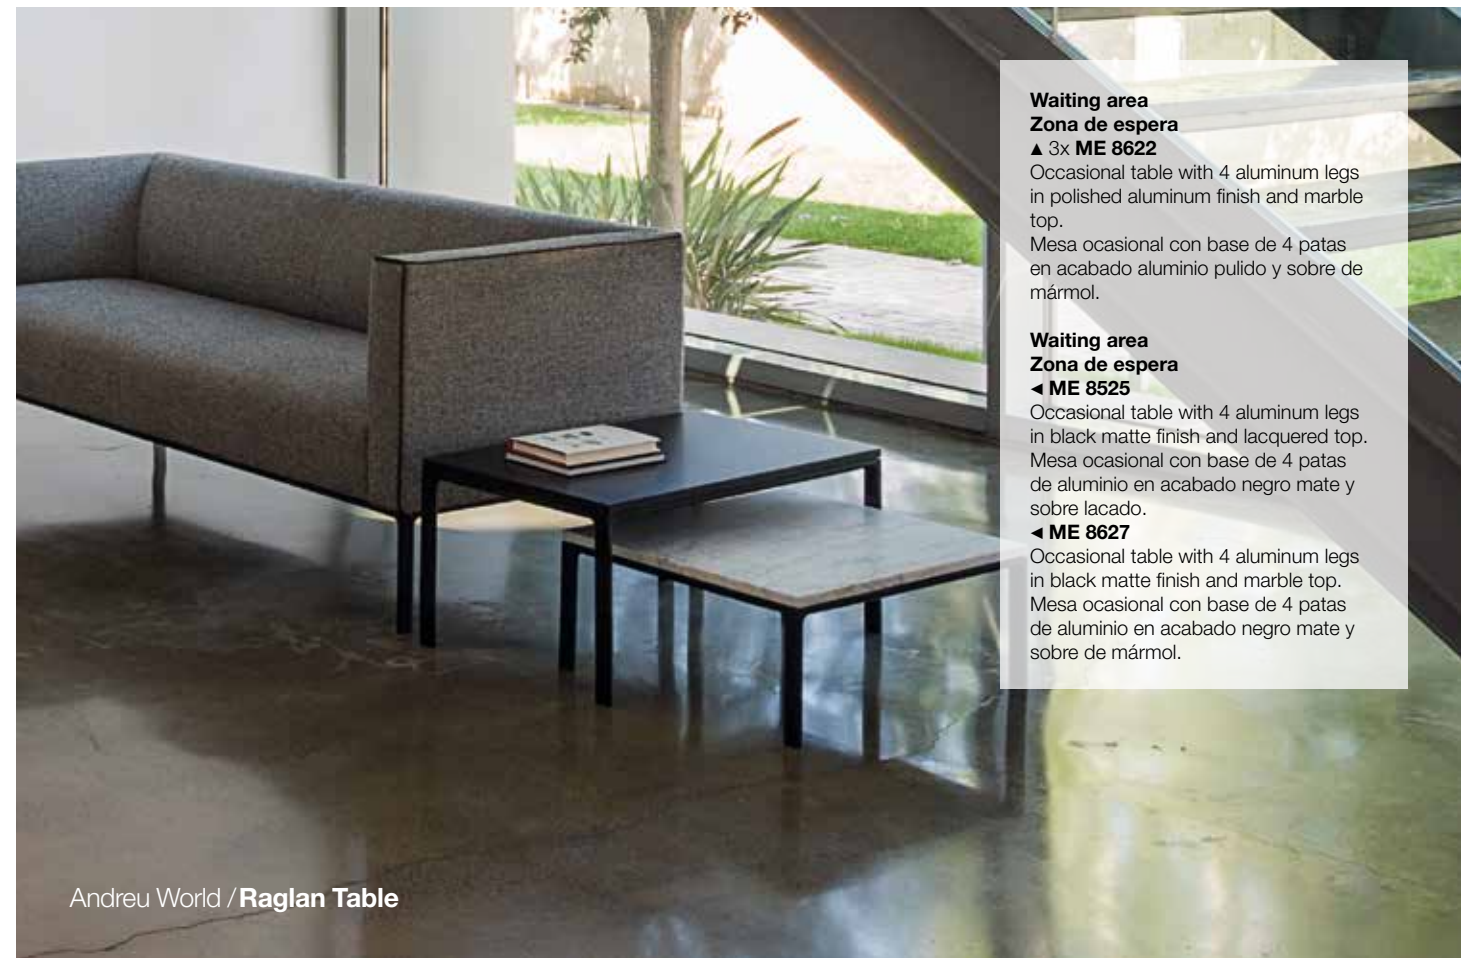 Waiting area
Zona de espera
▲ 3x ME 8622
Occasional table with 4 aluminum legs
in polished aluminum finish and marble
top.
Mesa ocasional con base de 4 patas
en acabado aluminio pulido y sobre de
mármol.
Waiting area
Zona de espera
◄ ME 8525
Occasional table with 4 aluminum legs
in black matte finish and lacquered top.
Mesa ocasional con base de 4 patas
de aluminio en acabado negro mate y
sobre lacado.
◄ ME 8627
Occasional table with 4 aluminum legs
in black matte finish and marble top.
Mesa ocasional con base de 4 patas
de aluminio en acabado negro mate y
sobre de mármol.
Andreu World / Raglan Table